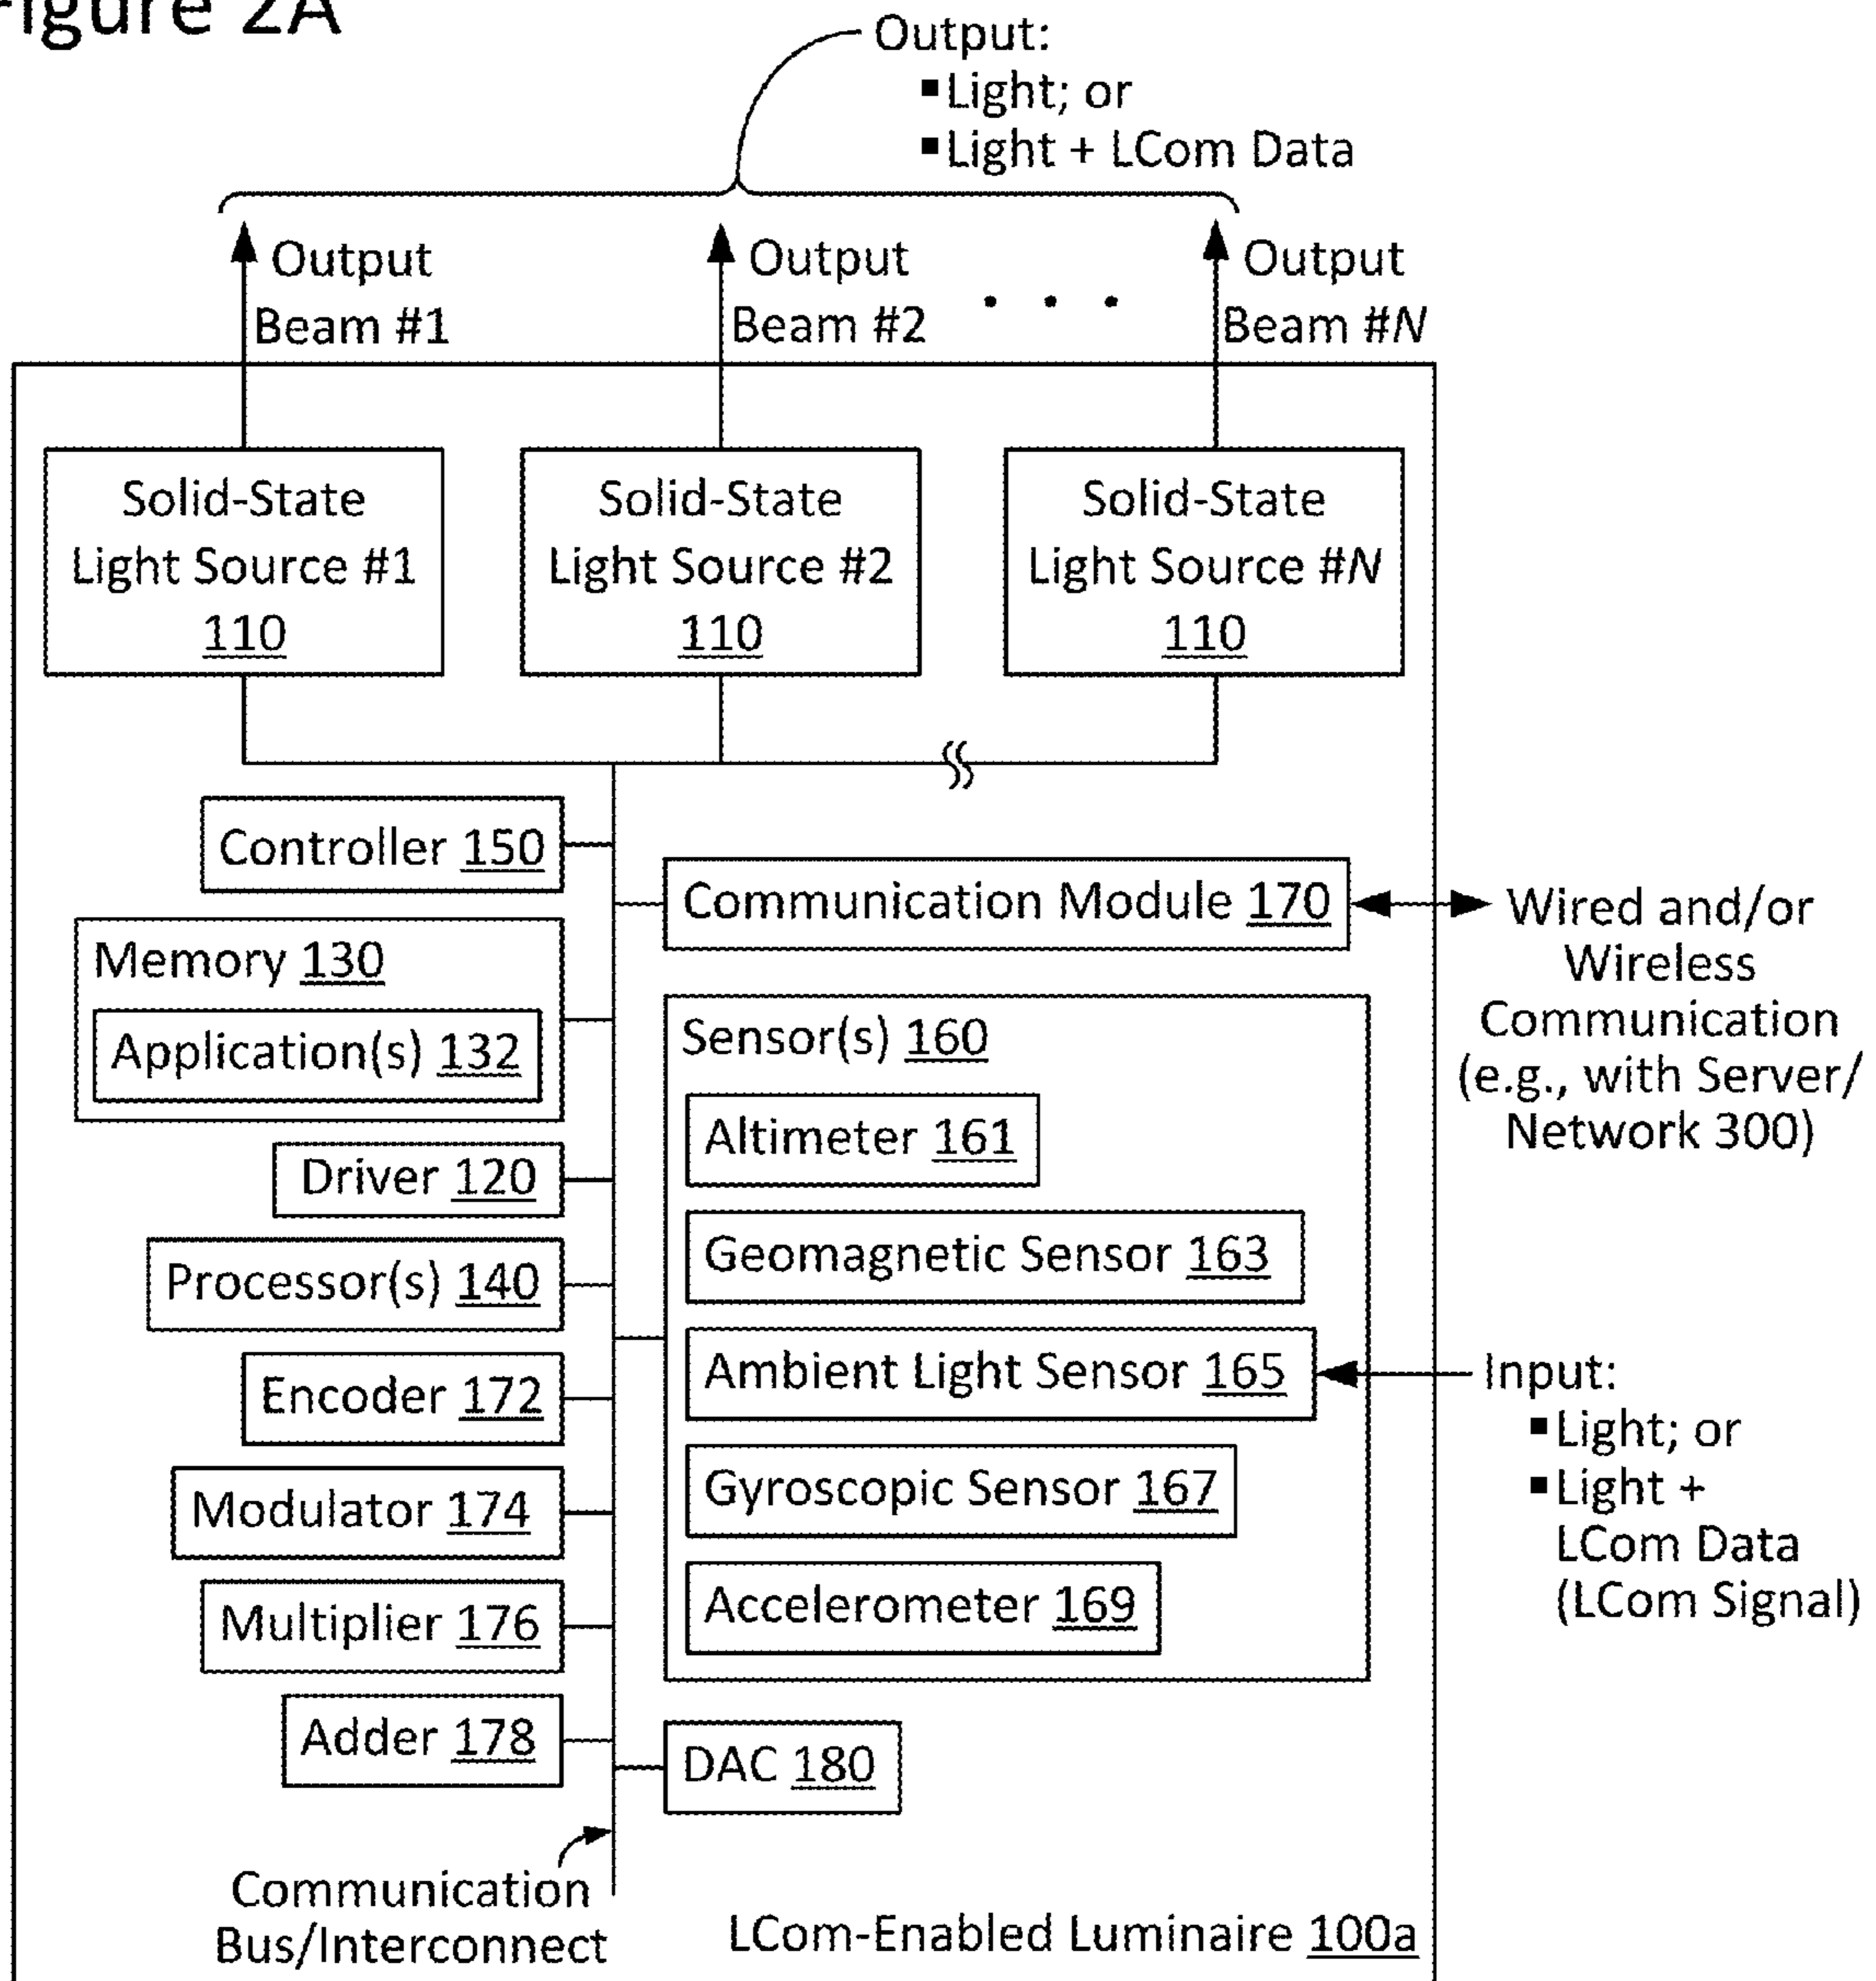 Figure 2A
Output:
▪Light; or
▪Light + LCom Data
Output
Beam #1
Output
Beam #2
. . .
Output
Beam #N
Solid-State
Light Source #1
110
Solid-State
Light Source #2
110
Solid-State
Light Source #N
110
Controller 150
Communication Module 170
Wired and/or
Wireless
Communication
(e.g., with Server/
Network 300)
Memory 130
Application(s) 132
Driver 120
Processor(s) 140
Encoder 172
Modulator 174
Multiplier 176
Adder 178
Sensor(s) 160
Altimeter 161
Geomagnetic Sensor 163
Ambient Light Sensor 165
Gyroscopic Sensor 167
Accelerometer 169
Input:
▪Light; or
▪Light +
LCom Data
(LCom Signal)
DAC 180
Communication
Bus/Interconnect
LCom-Enabled Luminaire 100a